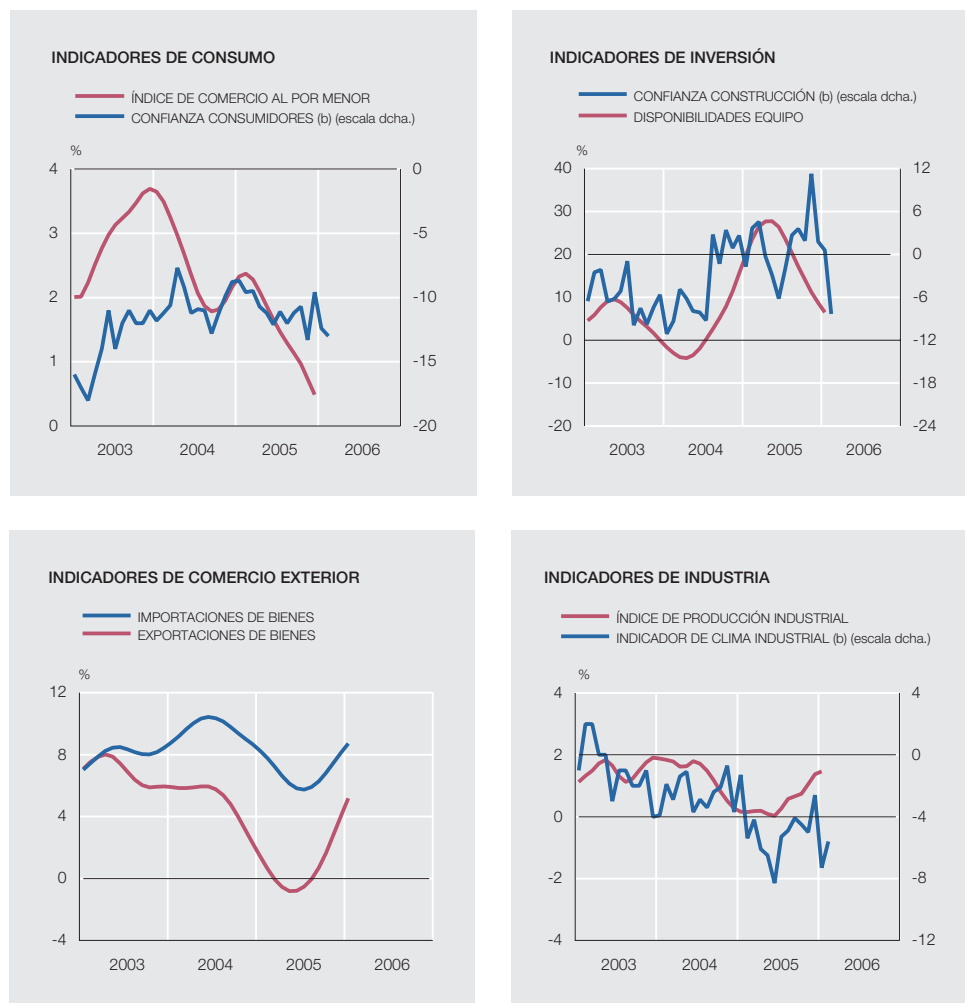 INDICADORES DE CONSUMO
ÍNDICE DE COMERCIO AL POR MENOR
CONFIANZA CONSUMIDORES (b) (escala dcha.)
%
4 0
3 -5
2 -10
1 -15
0 -20
2003 2004 2005 2006
INDICADORES DE INVERSIÓN
CONFIANZA CONSTRUCCIÓN (b) (escala dcha.)
DISPONIBILIDADES EQUIPO
%
40 12
30 6
20 0
10 -6
0 -12
-10 -18
-20 -24
2003 2004 2005 2006
INDICADORES DE COMERCIO EXTERIOR
IMPORTACIONES DE BIENES
EXPORTACIONES DE BIENES
%
12
8
4
0
-4
2003 2004 2005 2006
INDICADORES DE INDUSTRIA
ÍNDICE DE PRODUCCIÓN INDUSTRIAL
INDICADOR DE CLIMA INDUSTRIAL (b) (escala dcha.)
%
4 4
2 0
0 -4
-2 -8
-4 -12
2003 2004 2005 2006